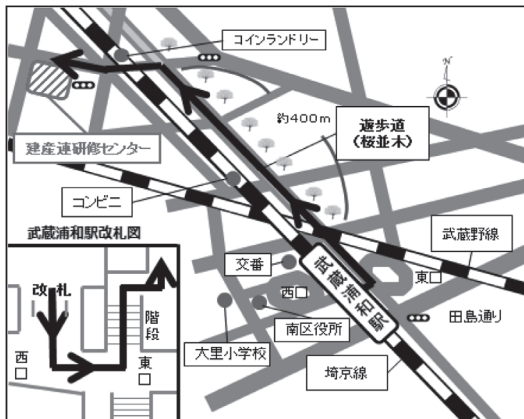 コインランドリー
N
約400m
遊歩道
(桜並木)
建産連研修センター
コンビニ
武蔵野線
武蔵浦和駅改札図
改札
階段
西口
東口
交番
武蔵浦和駅
西口
東口
南区役所
田島通り
大里小学校
埼京線